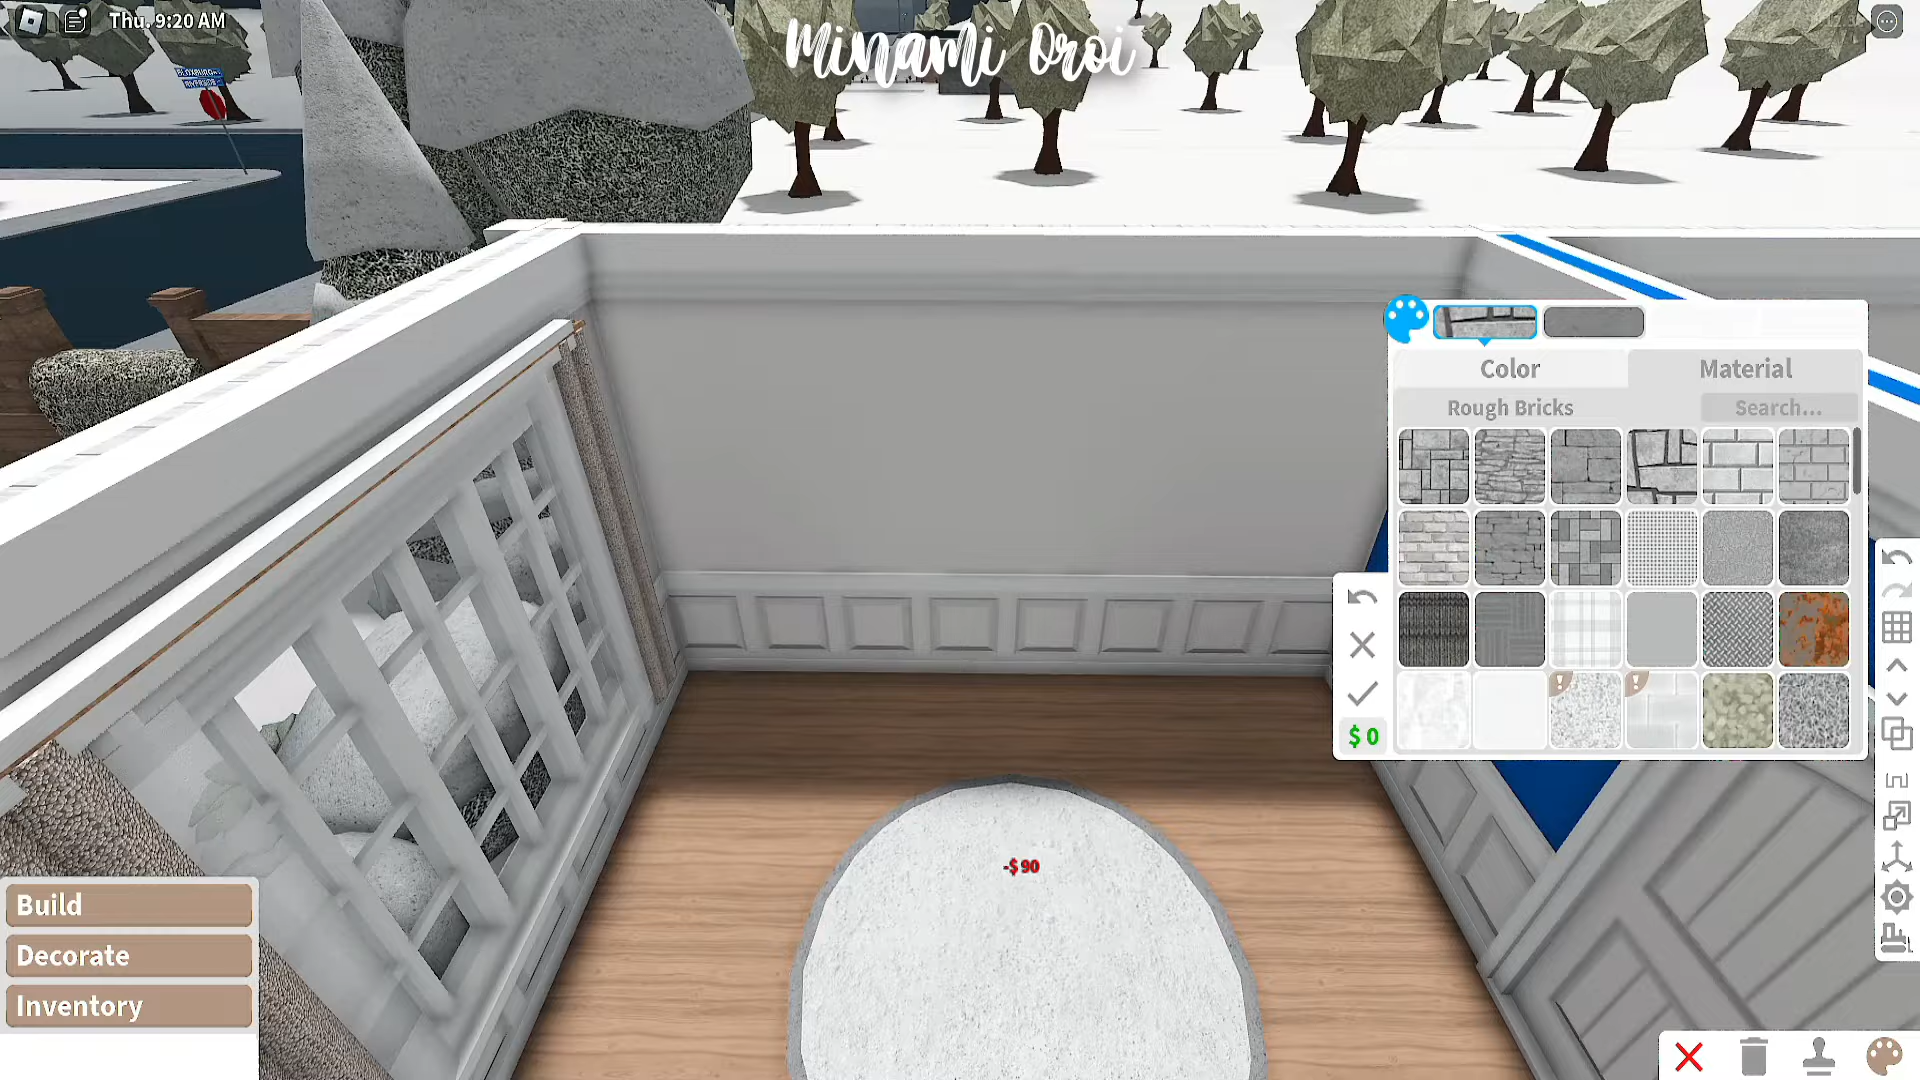 Thu. 9:20 AM
Minami Oroi
Color
Material
Rough Bricks
Search...
$ 0
-$ 90
Build
Decorate
Inventory